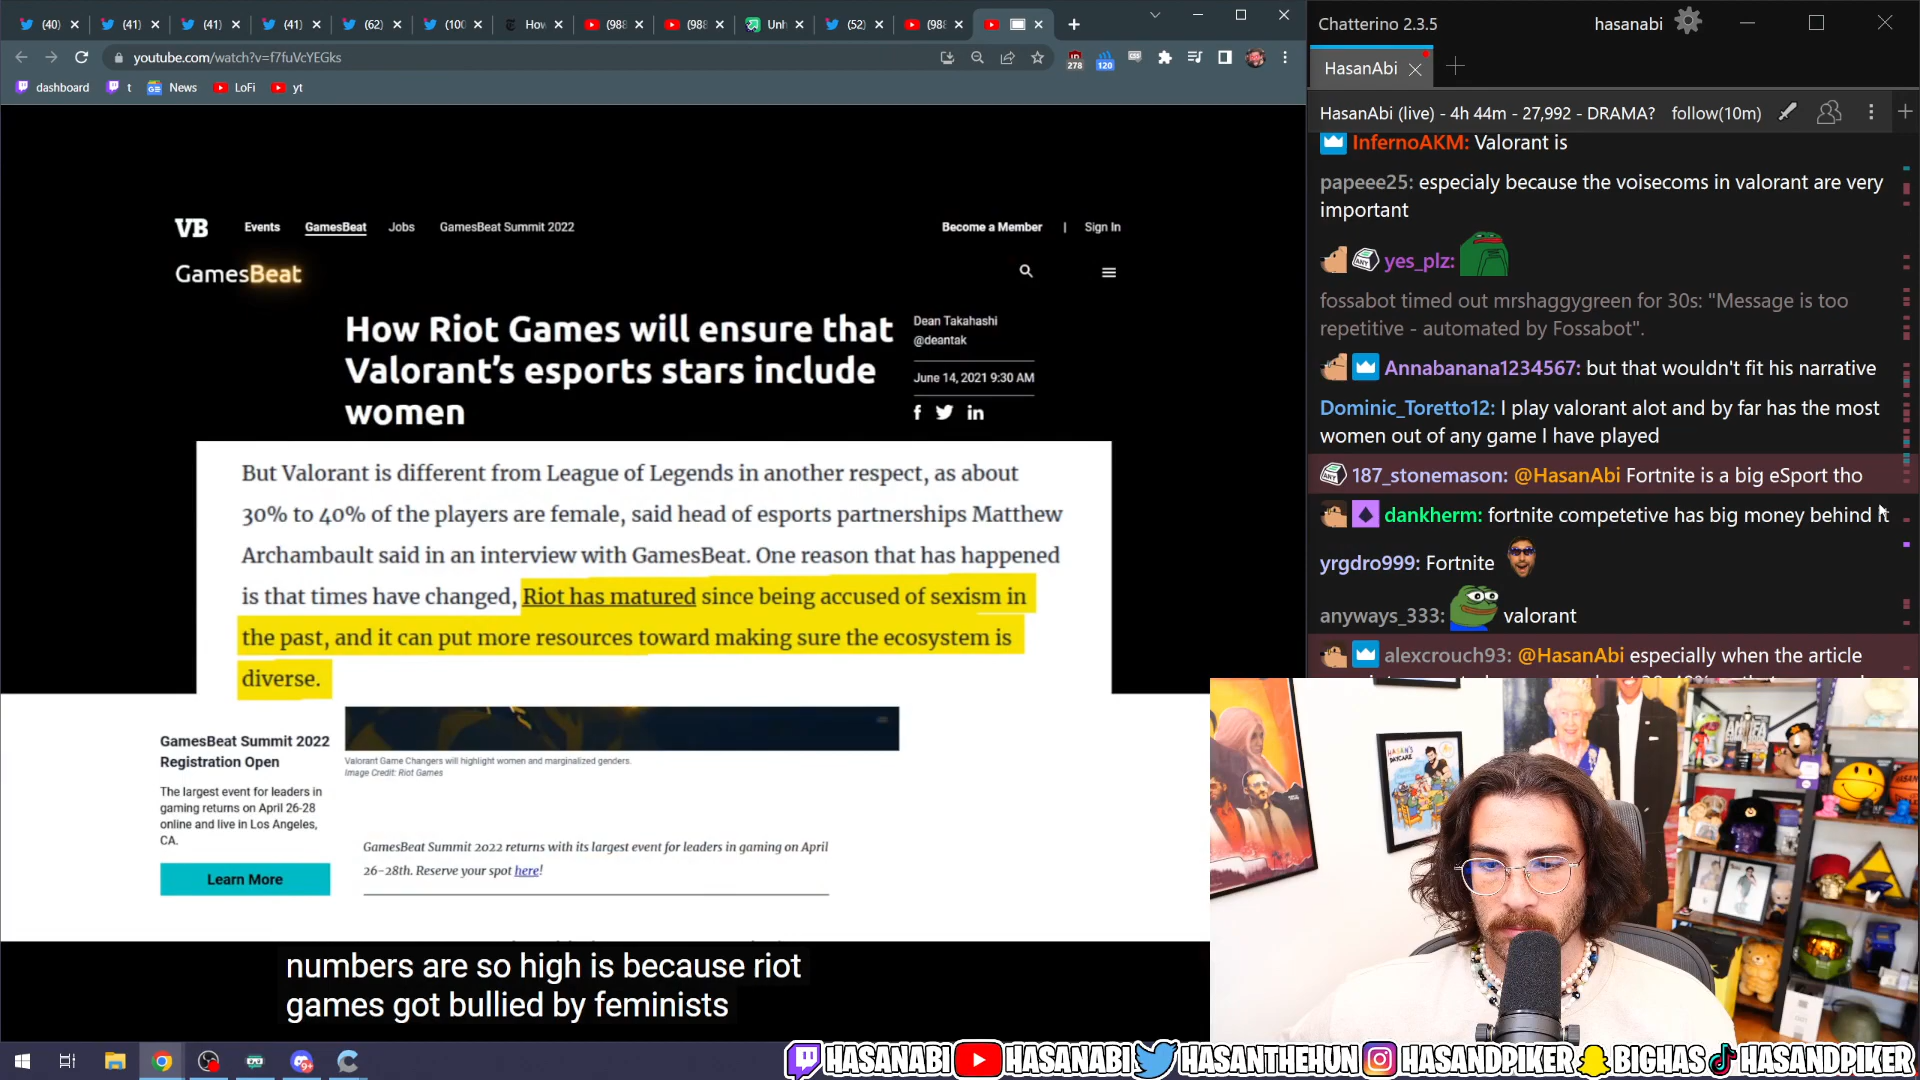 (40)
(41)
(41)
(41)
(62)
(100
How
(988
(988
Unh
(52)
(988
youtube.com/watch?v=f7fuVcYEGks
278
120
dashboard
t
News
LoFi
yt
VB
Events
GamesBeat
Jobs
GamesBeat Summit 2022
Become a Member
|
Sign In
GamesBeat
How Riot Games will ensure that
Valorant's esports stars include
women
Dean Takahashi
@deantak
June 14, 2021 9:30 AM
But Valorant is different from League of Legends in another respect, as about
30% to 40% of the players are female, said head of esports partnerships Matthew
Archambault said in an interview with GamesBeat. One reason that has happened
is that times have changed, Riot has matured since being accused of sexism in
the past, and it can put more resources toward making sure the ecosystem is
diverse.
GamesBeat Summit 2022
Registration Open
The largest event for leaders in
gaming returns on April 26-28
online and live in Los Angeles,
CA.
Learn More
Valorant Game Changers will highlight women and marginalized genders.
Image Credit: Riot Games
GamesBeat Summit 2022 returns with its largest event for leaders in gaming on April
26-28th. Reserve your spot here!
numbers are so high is because riot
games got bullied by feminists
Chatterino 2.3.5
hasanabi
HasanAbi
HasanAbi (live) - 4h 44m - 27,992 - DRAMA?
follow(10m)
InfernoAKM: Valorant is
papeee25: especialy because the voisecoms in valorant are very
important
yes_plz:
fossabot timed out mrshaggygreen for 30s: "Message is too
repetitive - automated by Fossabot".
Annabanana1234567: but that wouldn't fit his narrative
Dominic_Toretto12: I play valorant alot and by far has the most
women out of any game I have played
187_stonemason: @HasanAbi Fortnite is a big eSport tho
dankherm: fortnite competetive has big money behind it
yrgdro999: Fortnite
anyways_333: valorant
alexcrouch93: @HasanAbi especially when the article
HASANABI
HASANABI
HASANTHEHUN
HASANDPIKER
BIGHAS
HASANDPIKER